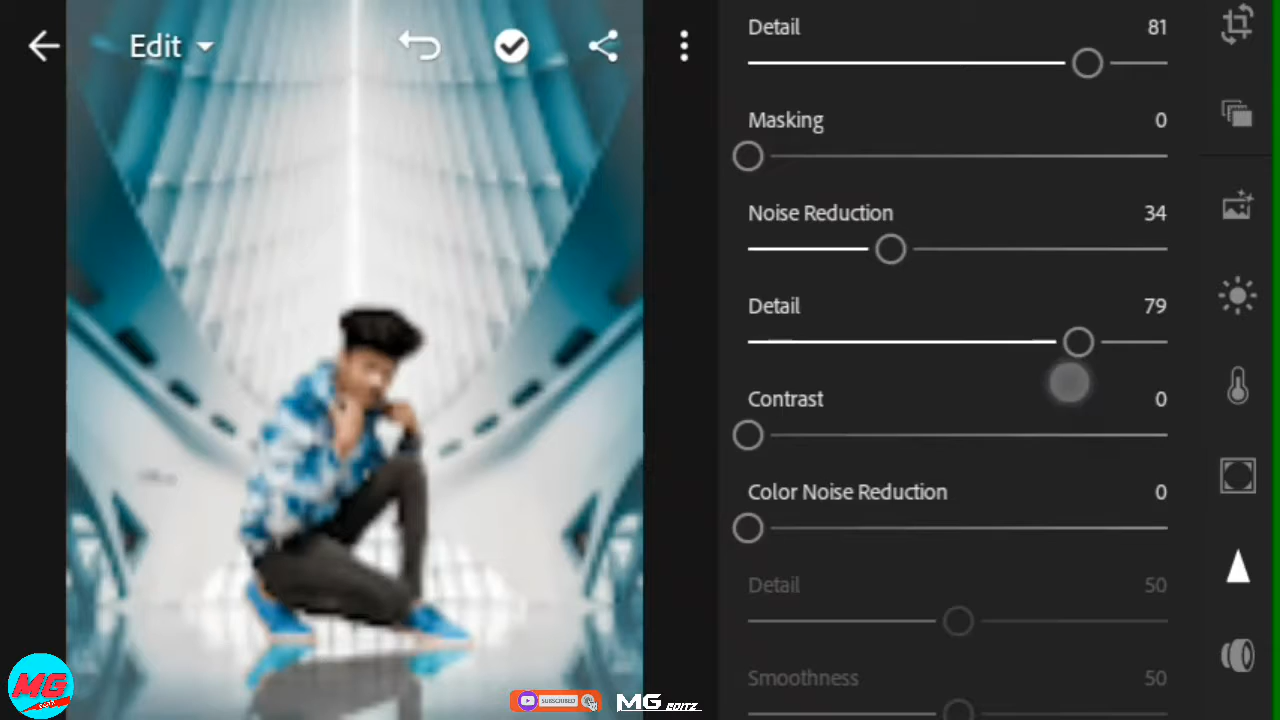 Edit
Detail 81
Masking 0
Noise Reduction 34
Detail 79
Contrast 0
Color Noise Reduction 0
Detail 50
Smoothness 50
MG
SUBSCRIBED
MG EDITZ